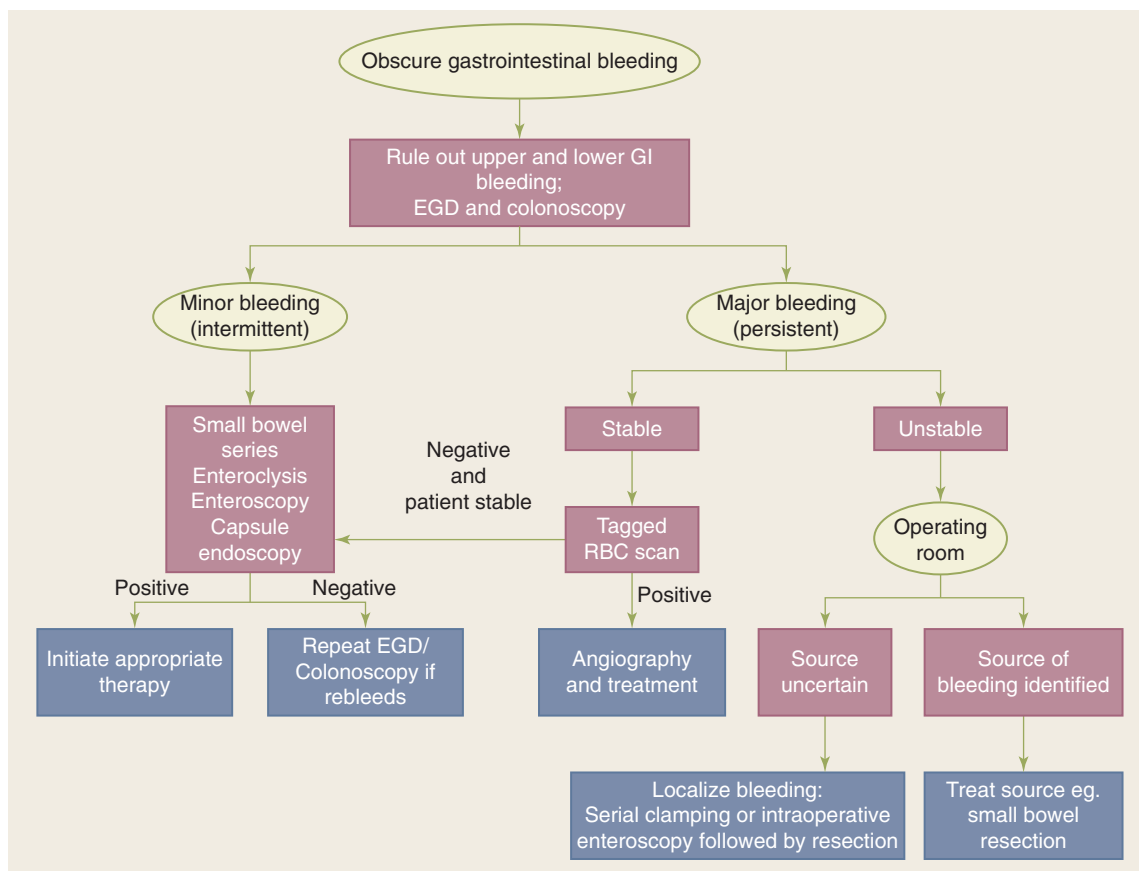 Obscure gastrointestinal bleeding
Rule out upper and lower GI
bleeding;
EGD and colonoscopy
Minor bleeding
(intermittent)
Major bleeding
(persistent)
Small bowel
series
Enteroclysis
Enteroscopy
Capsule
endoscopy
Negative
and
patient stable
Stable
Unstable
Tagged
RBC scan
Operating
room
Positive
Negative
Positive
Initiate appropriate
therapy
Repeat EGD/
Colonoscopy if
rebleeds
Angiography
and treatment
Source
uncertain
Source of
bleeding identified
Localize bleeding:
Serial clamping or intraoperative
enteroscopy followed by resection
Treat source eg.
small bowel
resection